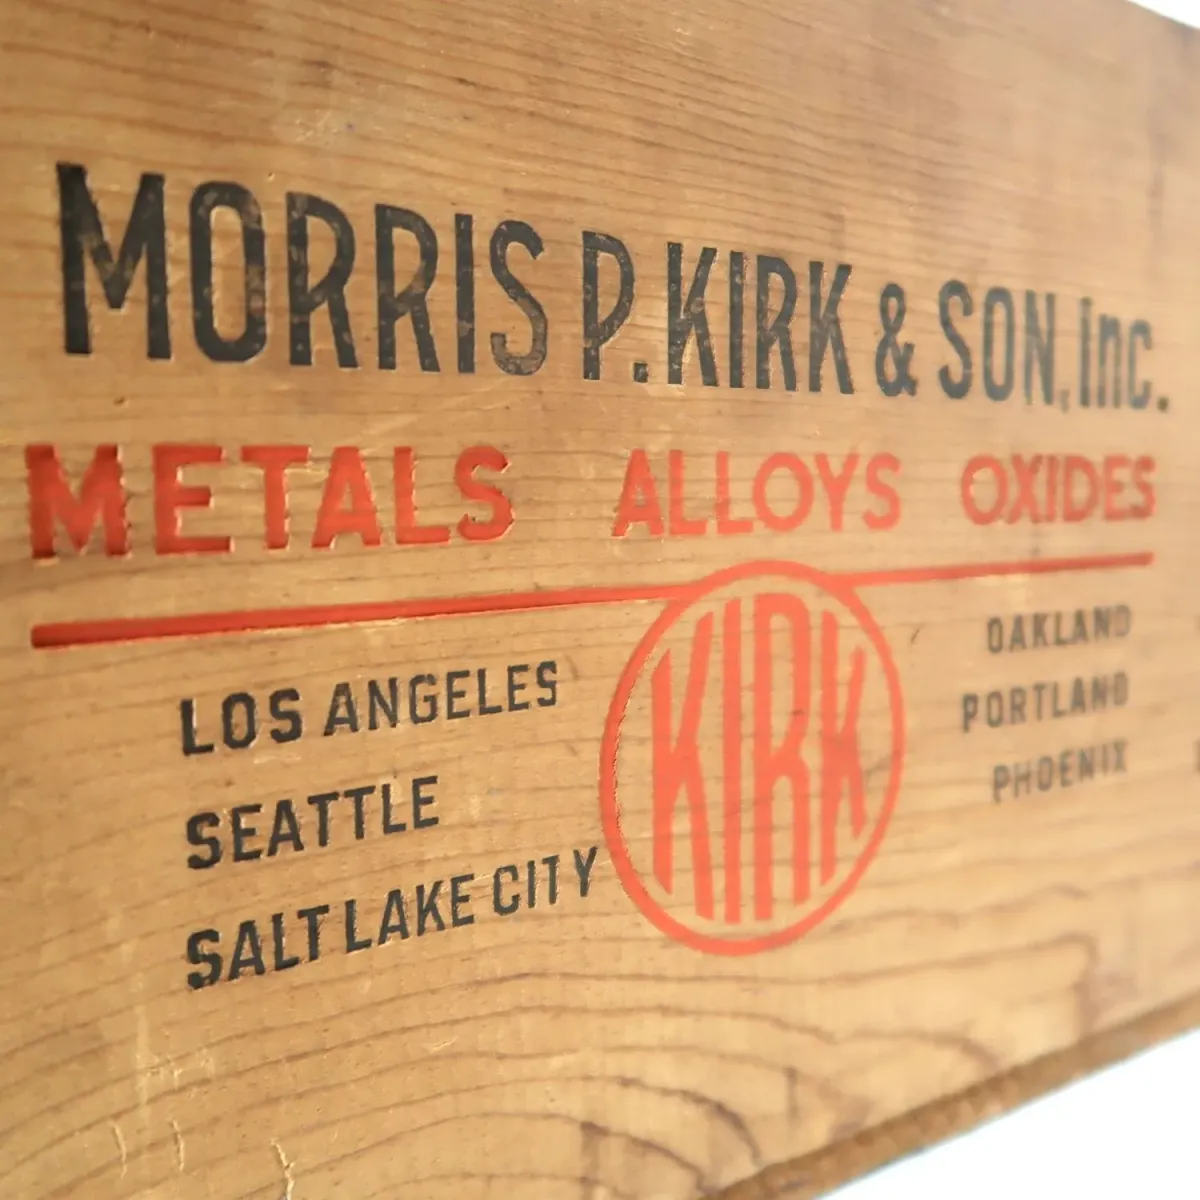 MORRIS P. KIRK & SON, Inc.
METALS ALLOYS OXIDES
LOS ANGELES
SEATTLE
SALT LAKE CITY
KIRK
OAKLAND
PORTLAND
PHOENIX